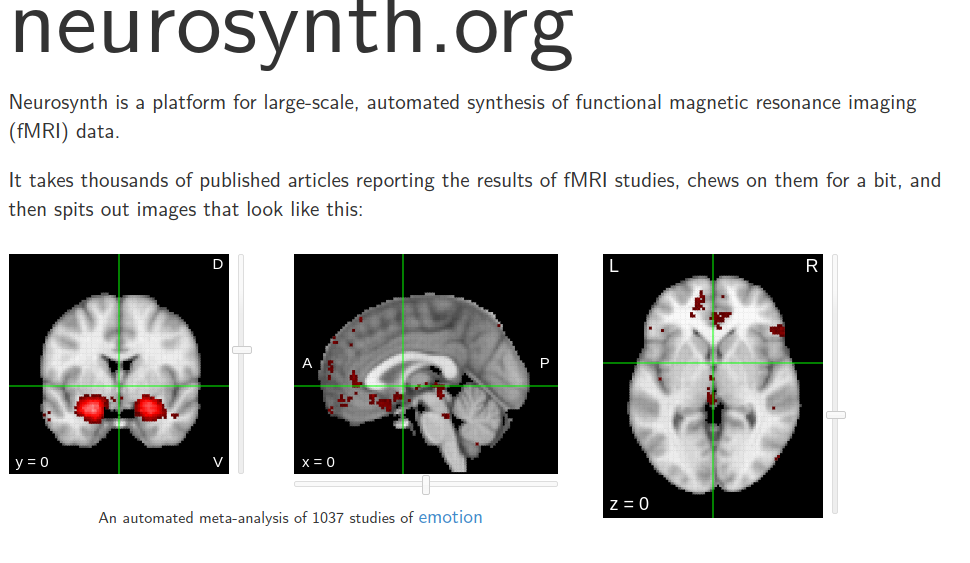 neurosynth.org
Neurosynth is a platform for large-scale, automated synthesis of functional magnetic resonance imaging
(fMRI) data.
It takes thousands of published articles reporting the results of fMRI studies, chews on them for a bit, and
then spits out images that look like this:
D
y = 0
V
A
P
x = 0
L
R
z = 0
An automated meta-analysis of 1037 studies of emotion